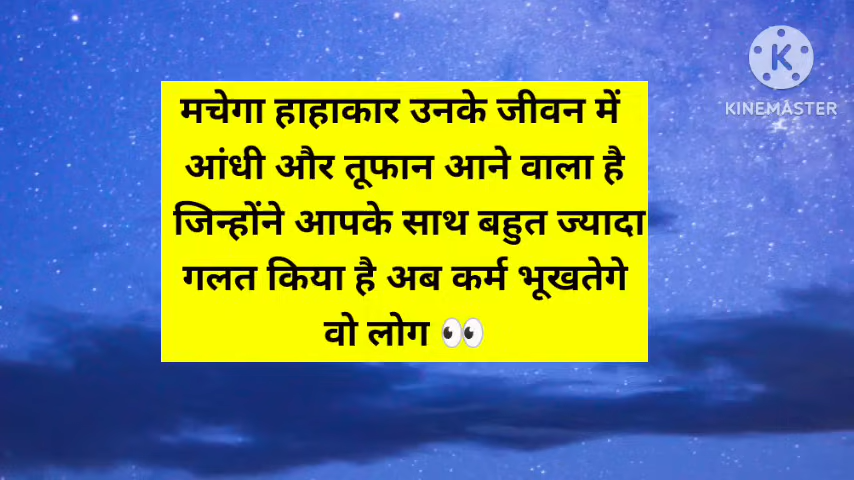 मचेगा हाहाकार उनके जीवन में
आंधी और तूफान आने वाला है
जिन्होंने आपके साथ बहुत ज्यादा
गलत किया है अब कर्म भूखतेगे
वो लोग 👀
K
KINEMASTER